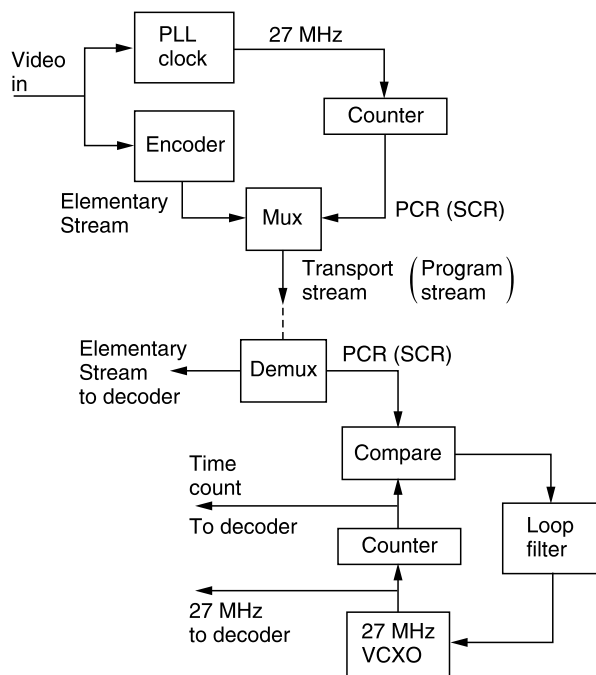 PLL
clock
27 MHz
Video
in
Counter
Encoder
Elementary
Stream
Mux
PCR (SCR)
Transport
stream
(Program
stream)
Elementary
Stream
to decoder
Demux
PCR (SCR)
Compare
Time
count
To decoder
Loop
filter
Counter
27 MHz
to decoder
27 MHz
VCXO